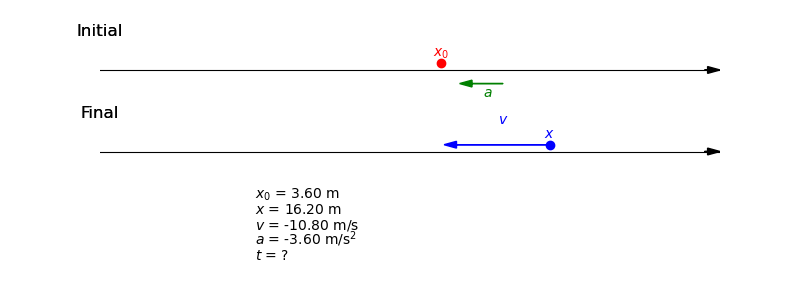 Initial
x₀
a
Final
v
x
x₀ = 3.60 m
x = 16.20 m
v = -10.80 m/s
a = -3.60 m/s²
t = ?